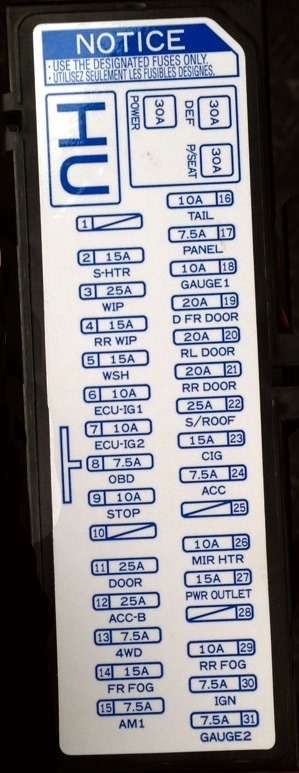 NOTICE
· USE THE DESIGNATED FUSES ONLY.
· UTILISEZ SEULEMENT LES FUSIBLES DESIGNES.
HU
30A POWER
30A DEF
30A P/SEAT
1
2 15A
S-HTR
3 25A
WIP
4 15A
RR WIP
5 15A
WSH
6 10A
ECU-IG1
7 10A
ECU-IG2
8 7.5A
OBD
9 10A
STOP
10
11 25A
DOOR
12 25A
ACC-B
13 7.5A
4WD
14 15A
FR FOG
15 7.5A
AM1
10A 16
TAIL
7.5A 17
PANEL
10A 18
GAUGE1
20A 19
D FR DOOR
20A 20
RL DOOR
20A 21
RR DOOR
25A 22
S/ROOF
15A 23
CIG
7.5A 24
ACC
25
10A 26
MIR HTR
15A 27
PWR OUTLET
28
10A 29
RR FOG
7.5A 30
IGN
7.5A 31
GAUGE2